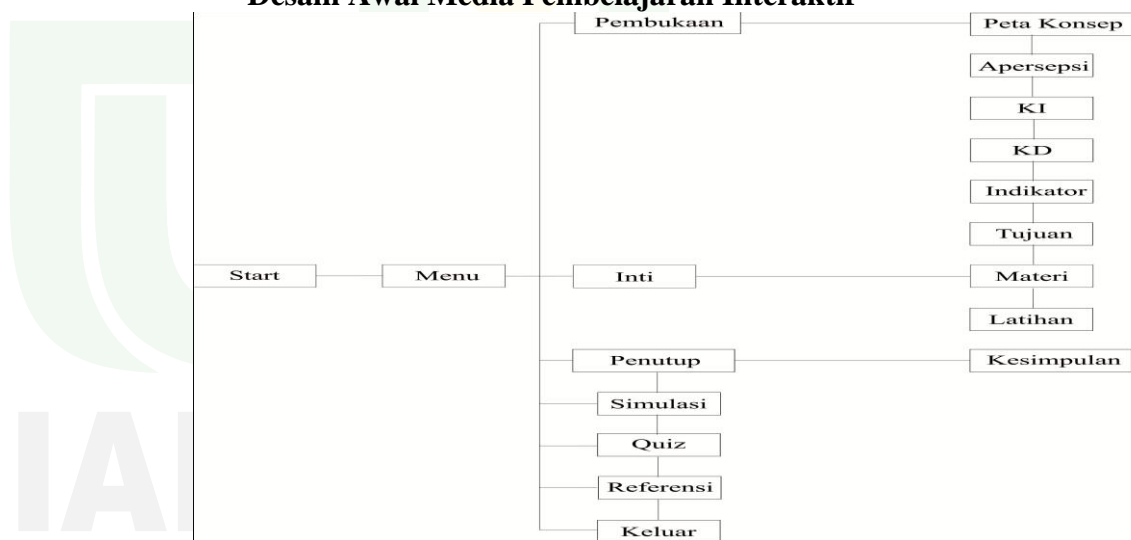 Desain Awal Media Pembelajaran Interaktif
Pembukaan
Peta Konsep
Apersepsi
KI
KD
Indikator
Tujuan
Start
Menu
Inti
Materi
Latihan
Penutup
Kesimpulan
Simulasi
Quiz
Referensi
Keluar